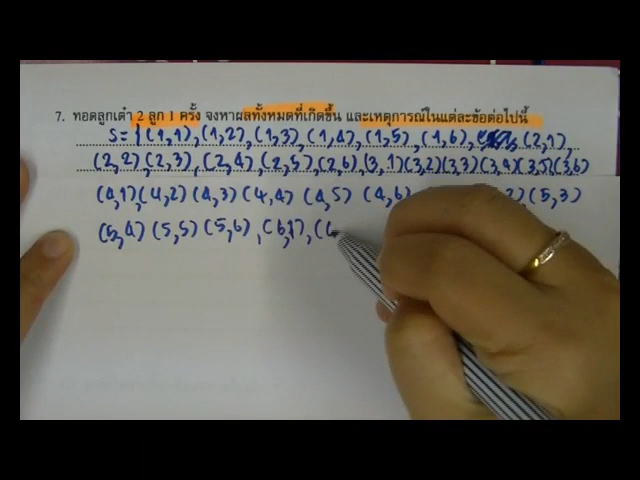 7. ทอดลูกเต๋า 2 ลูก 1 ครั้ง จงหาผลทั้งหมดที่เกิดขึ้น และเหตุการณ์ในแต่ละข้อต่อไปนี้
S = { (1,1),(1,2),(1,3),(1,4),(1,5),(1,6), (2,1),
(2,2)(2,3),(2,4),(2,5),(2,6),(3,1)(3,2)(3,3)(3,4)(3,5)(3,6)
(4,1)(4,2)(4,3)(4,4)(4,5) (4,6) 2)(5,3)
(5,4)(5,5)(5,6),(6,1),(